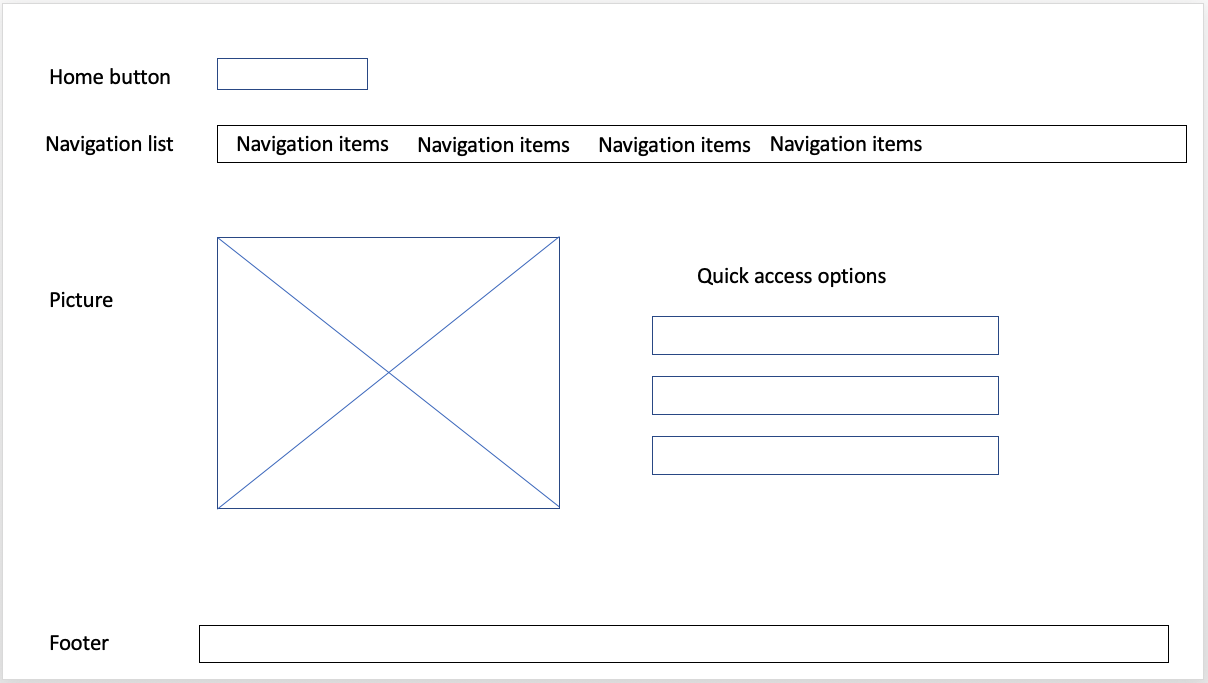 Home button
Navigation list
Navigation items Navigation items Navigation items Navigation items
Picture
Quick access options
Footer